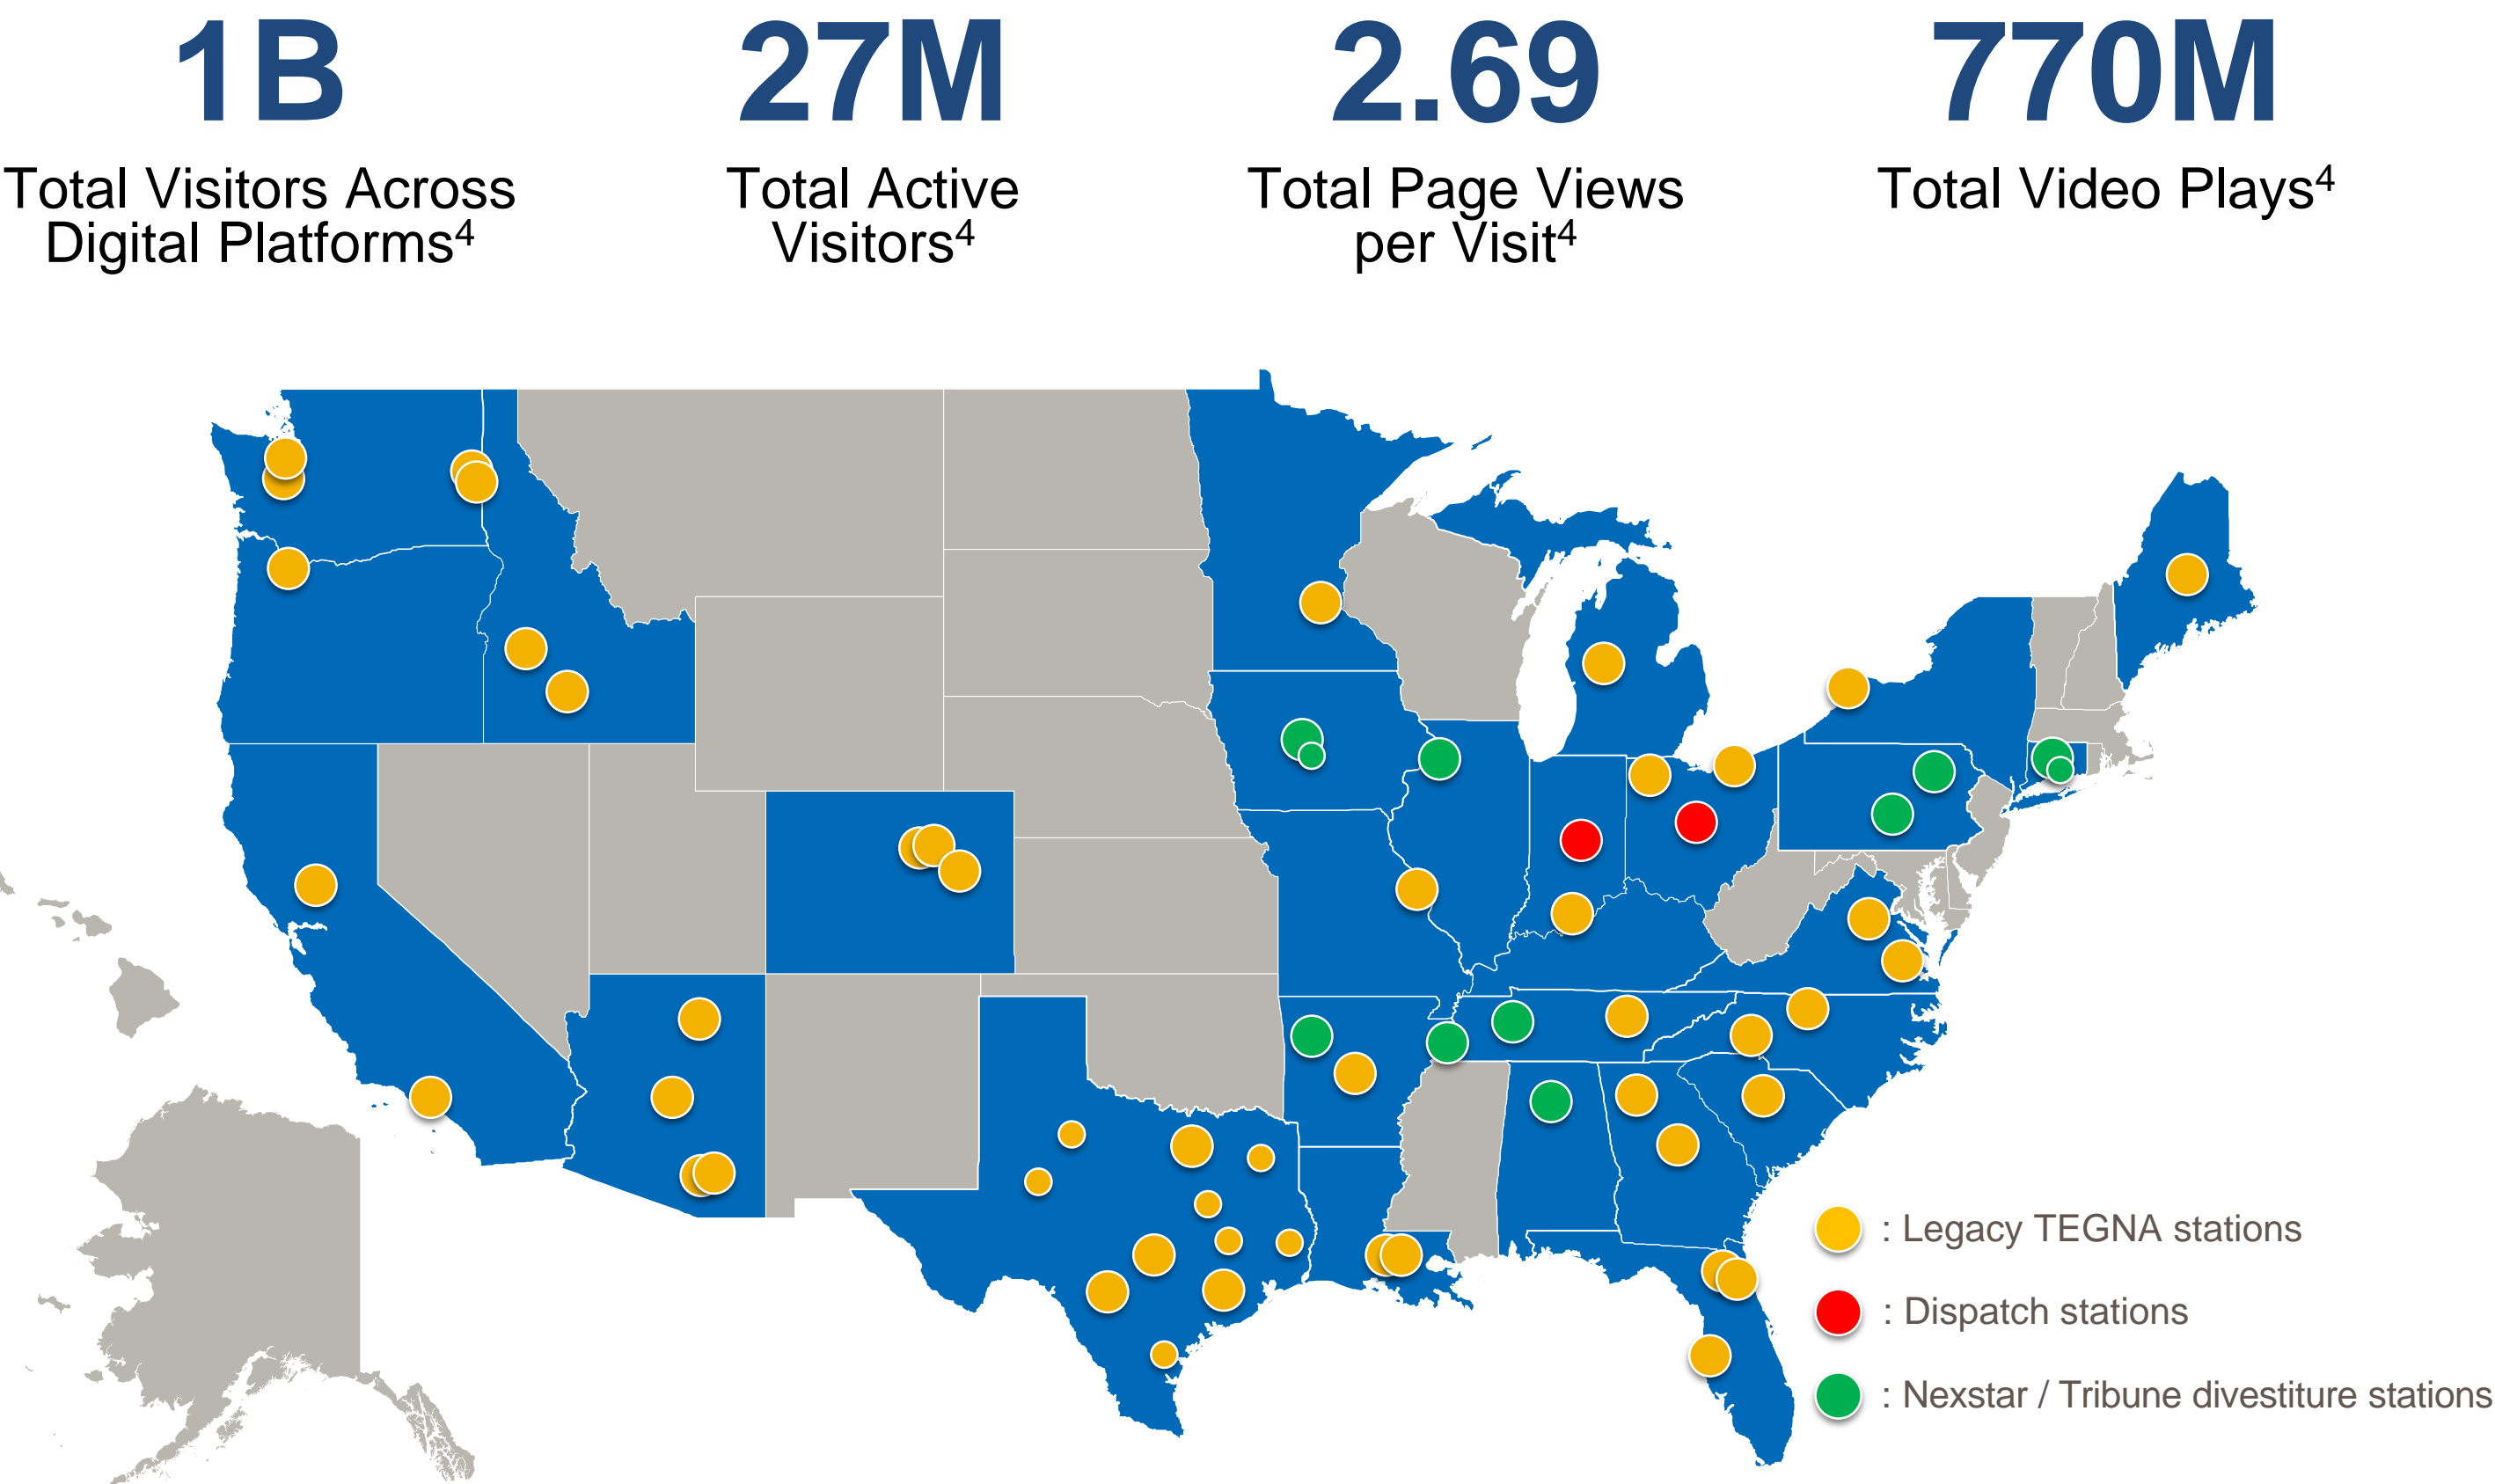 1B
Total Visitors Across
Digital Platforms4
27M
Total Active
Visitors4
2.69
Total Page Views
per Visit4
770M
Total Video Plays4
: Legacy TEGNA stations
: Dispatch stations
: Nexstar / Tribune divestiture stations